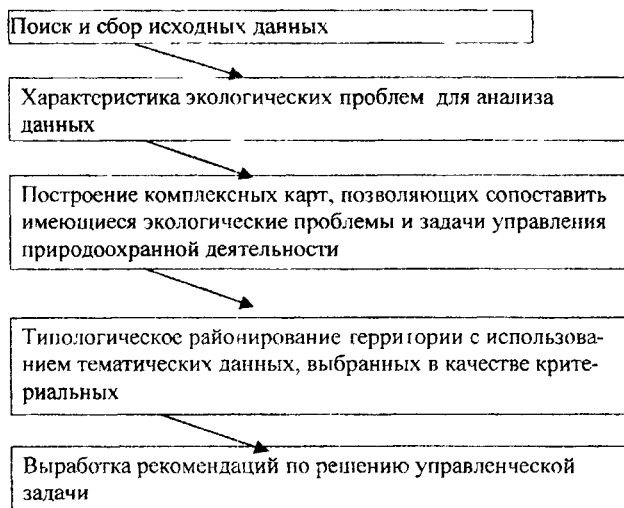 Поиск и сбор исходных данных
Характеристика экологических проблем для анализа
данных
Построение комплексных карт, позволяющих сопоставить
имеющиеся экологические проблемы и задачи управления
природоохранной деятельности
Типологическое районирование территории с использова-
нием тематических данных, выбранных в качестве крите-
риальных
Выработка рекомендаций по решению управленческой
задачи